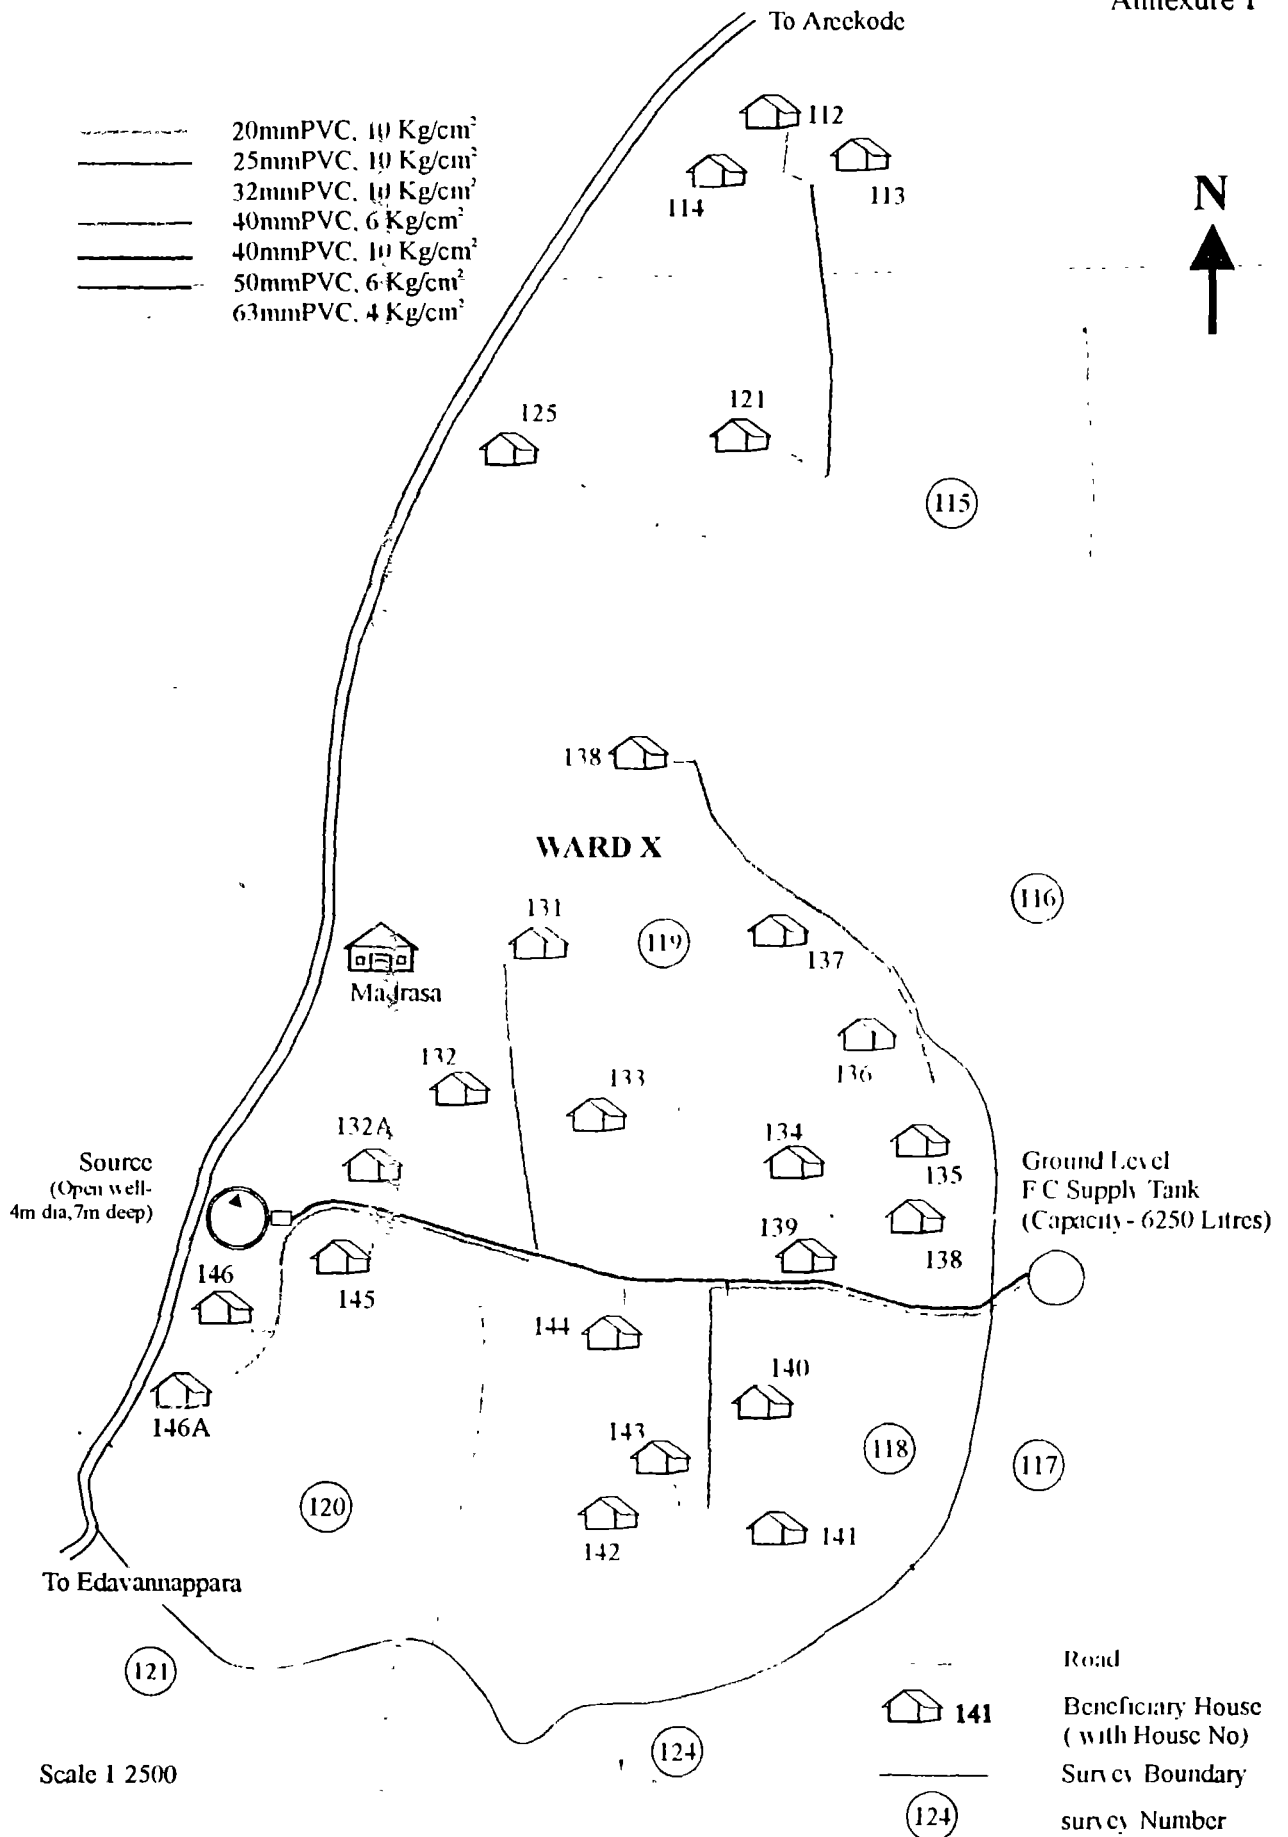 Annexure I
To Areekode
20mmPVC, 10 Kg/cm²
25mmPVC, 10 Kg/cm²
32mmPVC, 10 Kg/cm²
40mmPVC, 6 Kg/cm²
40mmPVC, 10 Kg/cm²
50mmPVC, 6 Kg/cm²
63mmPVC, 4 Kg/cm²
112
114
113
N
125
121
115
138
WARD X
116
131
119
137
Madrasa
132
133
136
132A
134
135
Source
(Open well-
4m dia,7m deep)
Ground Level
F C Supply Tank
(Capacity - 6250 Litres)
139
138
146
145
144
140
146A
143
118
117
120
142
141
To Edavannappara
121
124
Scale 1 2500
Road
141 Beneficiary House
( with House No)
Survey Boundary
124 survey Number